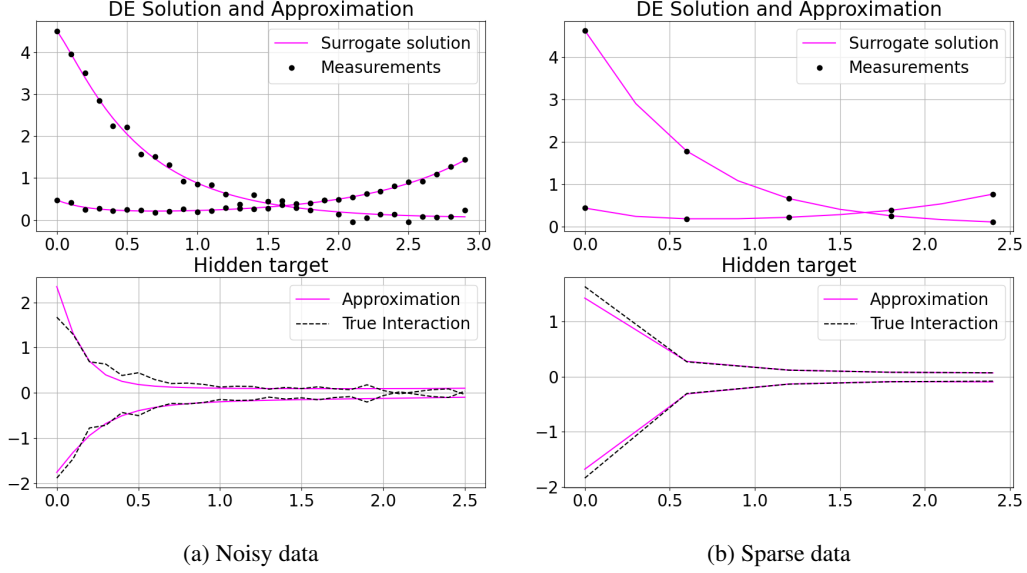 DE Solution and Approximation
Surrogate solution
Measurements
4
3
2
1
0
0.0 0.5 1.0 1.5 2.0 2.5 3.0
Hidden target
Approximation
True Interaction
2
1
0
−1
−2
0.0 0.5 1.0 1.5 2.0 2.5
(a) Noisy data
DE Solution and Approximation
Surrogate solution
Measurements
4
3
2
1
0
0.0 0.5 1.0 1.5 2.0 2.5
Hidden target
Approximation
True Interaction
1
0
−1
−2
0.0 0.5 1.0 1.5 2.0 2.5
(b) Sparse data